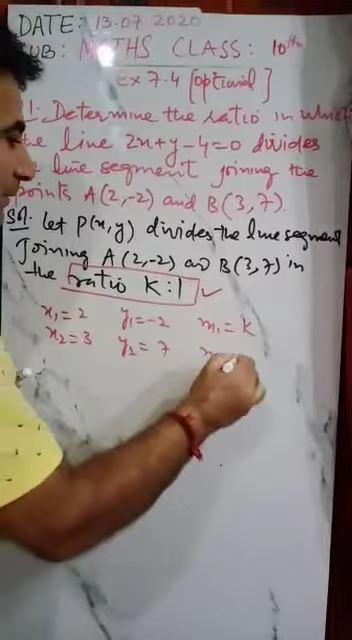 DATE: 13.07.2020
SUB: MATHS CLASS: 10th
Ex 7.4 [Optional]
1. Determine the ratio in which
the line 2x+y-4=0 divides
line segment joining the
points A(2,-2) and B(3,7).
Sol. Let P(x,y) divides the line segment
Joining A(2,-2) and B(3,7) in
the ratio K:1 ✓
x₁=2 y₁=-2 m₁=K
x₂=3 y₂=7 m